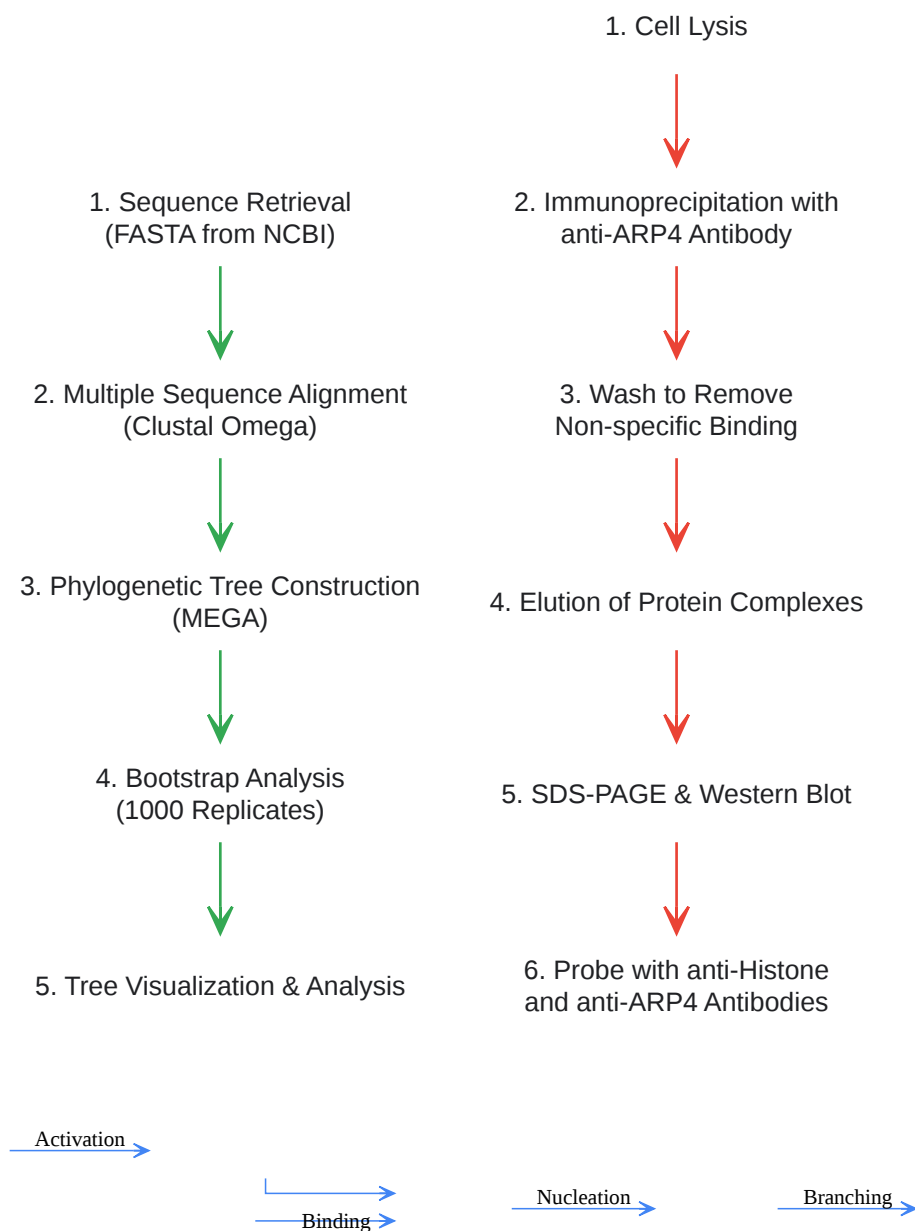 1. Cell Lysis
1. Sequence Retrieval
(FASTA from NCBI)
2. Multiple Sequence Alignment
(Clustal Omega)
3. Phylogenetic Tree Construction
(MEGA)
4. Bootstrap Analysis
(1000 Replicates)
5. Tree Visualization & Analysis
2. Immunoprecipitation with
anti-ARP4 Antibody
3. Wash to Remove
Non-specific Binding
4. Elution of Protein Complexes
5. SDS-PAGE & Western Blot
6. Probe with anti-Histone
and anti-ARP4 Antibodies
Activation
Binding
Nucleation
Branching